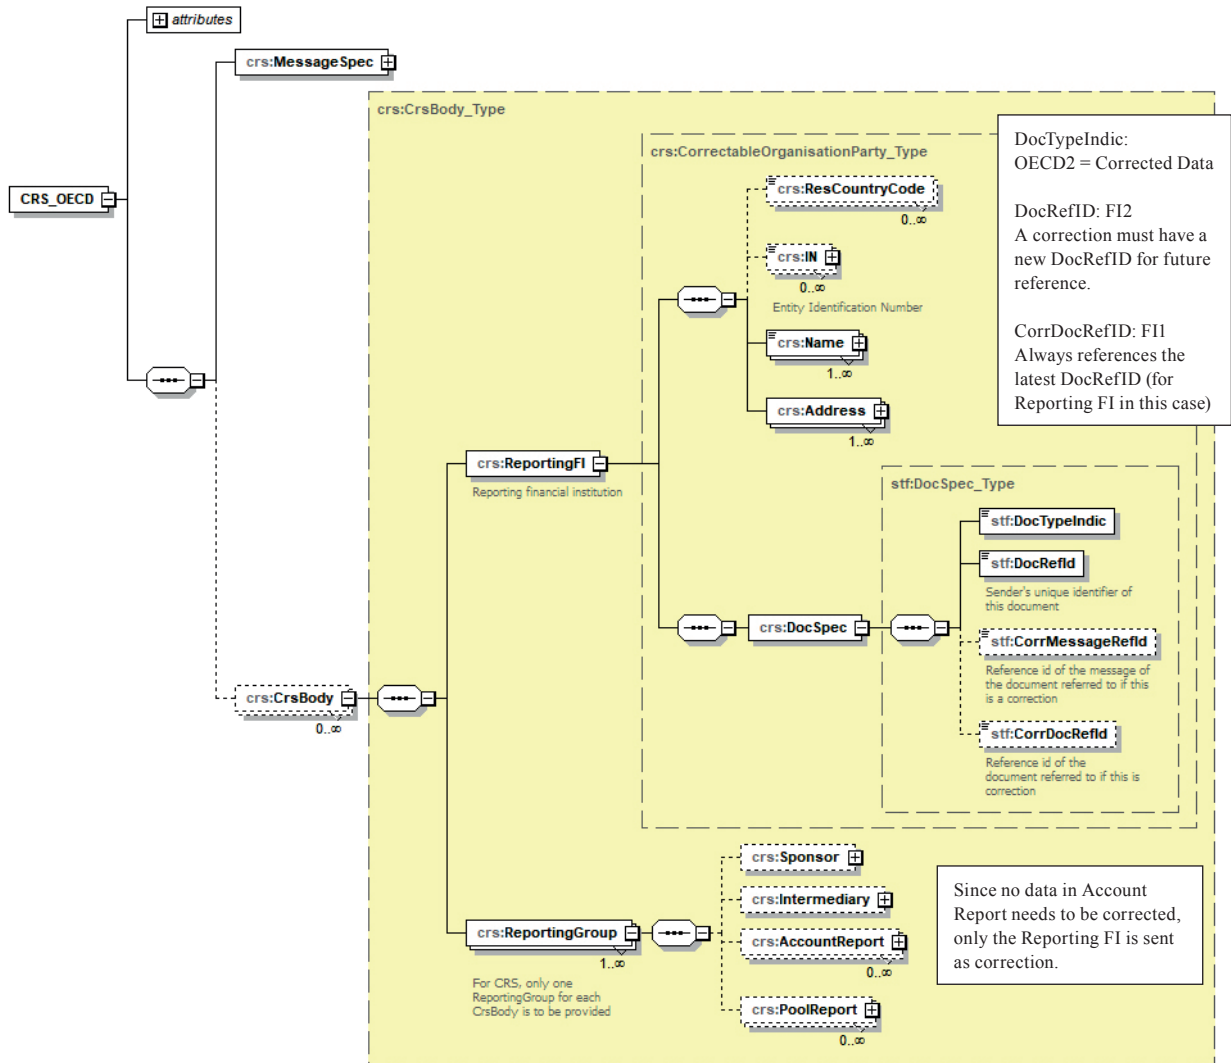 attributes
crs:MessageSpec
crs:CrsBody_Type
crs:CorrectableOrganisationParty_Type
CRS_OECD
crs:ResCountryCode
0..∞
crs:IN
0..∞
Entity Identification Number
crs:Name
1..∞
crs:Address
1..∞
DocTypeIndic:
OECD2 = Corrected Data
DocRefID: FI2
A correction must have a
new DocRefID for future
reference.
CorrDocRefID: FI1
Always references the
latest DocRefID (for
Reporting FI in this case)
crs:ReportingFI
Reporting financial institution
stf:DocSpec_Type
stf:DocTypeIndic
stf:DocRefId
Sender's unique identifier of
this document
crs:DocSpec
stf:CorrMessageRefId
Reference id of the message of
the document referred to if this
is a correction
stf:CorrDocRefId
Reference id of the
document referred to if this is
correction
crs:CrsBody
0..∞
crs:Sponsor
crs:Intermediary
crs:ReportingGroup
1..∞
For CRS, only one
ReportingGroup for each
CrsBody is to be provided
crs:AccountReport
0..∞
crs:PoolReport
0..∞
Since no data in Account
Report needs to be corrected,
only the Reporting FI is sent
as correction.